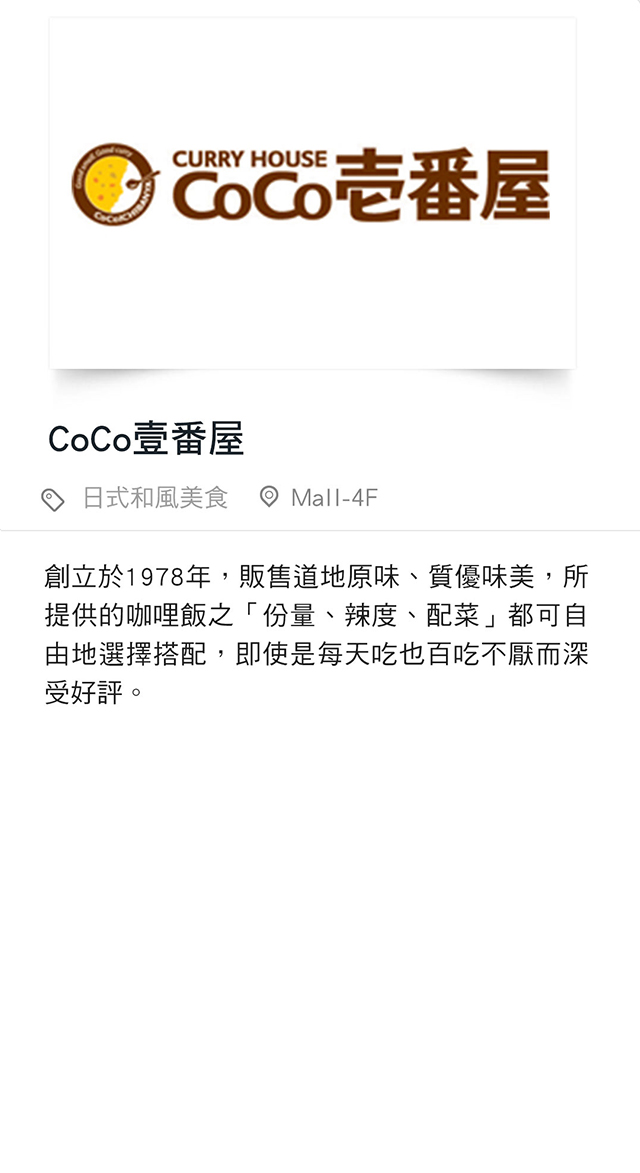 Good smell, Good curry
CoCoICHIBANYA
CURRY HOUSE
CoCo壱番屋
CoCo壹番屋
日式和風美食 Mall-4F
創立於1978年，販售道地原味、質優味美，所
提供的咖哩飯之「份量、辣度、配菜」都可自
由地選擇搭配，即使是每天吃也百吃不厭而深
受好評。